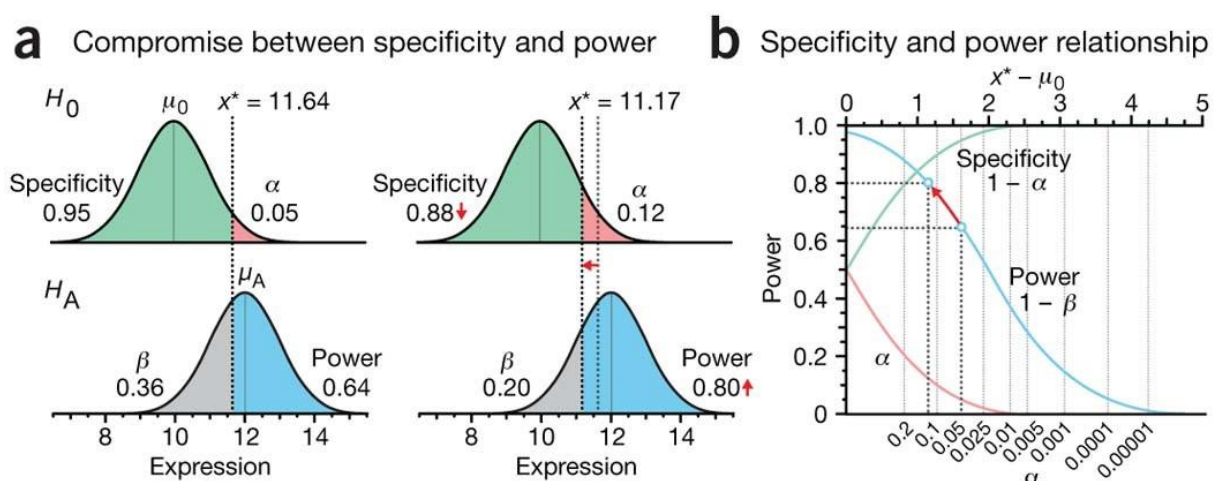 a Compromise between specificity and power
H0 μ0 x* = 11.64
Specificity α
0.95 0.05
x* = 11.17
Specificity α
0.88 0.12
HA μA
β Power
0.36 0.64
β Power
0.20 0.80
8 10 12 14
Expression
8 10 12 14
Expression
b Specificity and power relationship
x* − μ0
0 1 2 3 4 5
1.0
0.8
0.6
0.4
0.2
0
Power
Specificity
1 − α
Power
1 − β
α
0.2 0.1 0.05 0.025 0.01 0.005 0.001 0.0001 0.00001
α